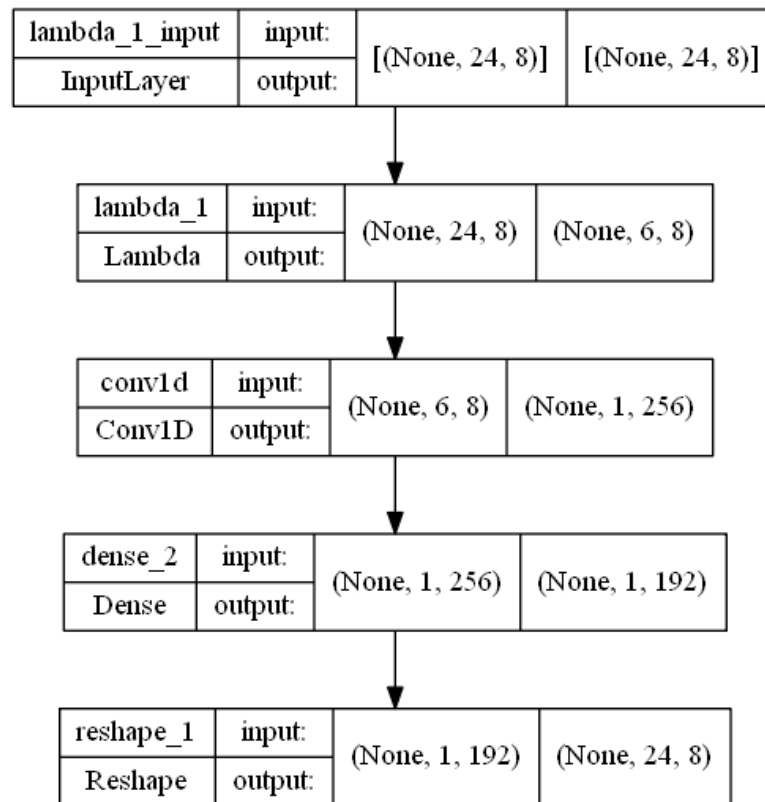 lambda_1_input input: [(None, 24, 8)] [(None, 24, 8)]
InputLayer output:
lambda_1 input: (None, 24, 8) (None, 6, 8)
Lambda output:
conv1d input: (None, 6, 8) (None, 1, 256)
Conv1D output:
dense_2 input: (None, 1, 256) (None, 1, 192)
Dense output:
reshape_1 input: (None, 1, 192) (None, 24, 8)
Reshape output: